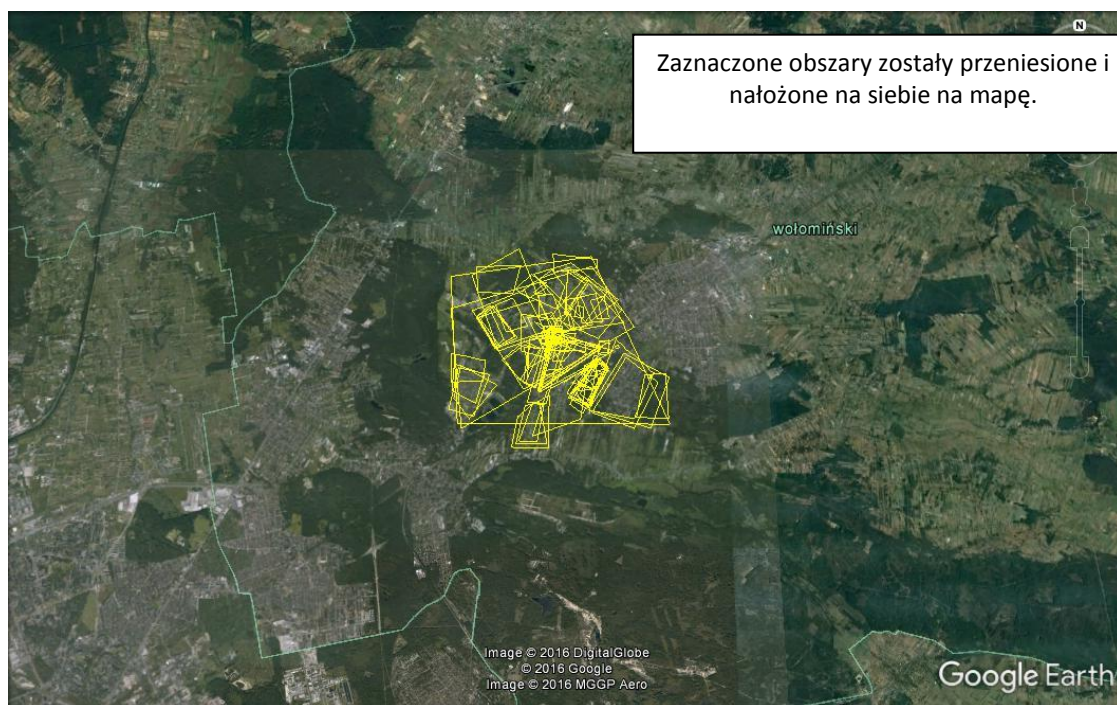 N
Zaznaczone obszary zostały przeniesione i
nałożone na siebie na mapę.
wołomiński
Image © 2016 DigitalGlobe
© 2016 Google
Image © 2016 MGGP Aero
Google Earth